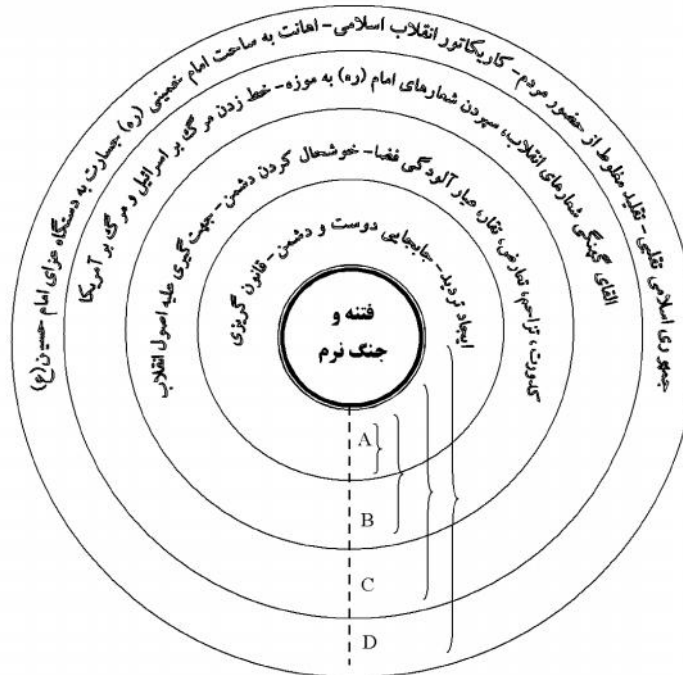 جمهوری اسلامی تقلبی - تقلید مغلوط از حضور مردم - کاریکاتور انقلاب اسلامی - اهانت به ساحت امام خمینی (ره) جسارت به دستگاه عزای امام حسین (ع)
القای کهنگی شعارهای انقلاب، سپردن شعارهای امام (ره) به موزه - خط زدن مرگ بر اسرائیل و مرگ بر آمریکا
کدورت، تزاحم، تعارض، نقار، غبار آلودگی فضا - خوشحال کردن دشمن - جهت گیری علیه اصول انقلاب
ایجاد تردید - جابجایی دوست و دشمن - قانون گریزی
فتنه و
جنگ نرم
A
B
C
D